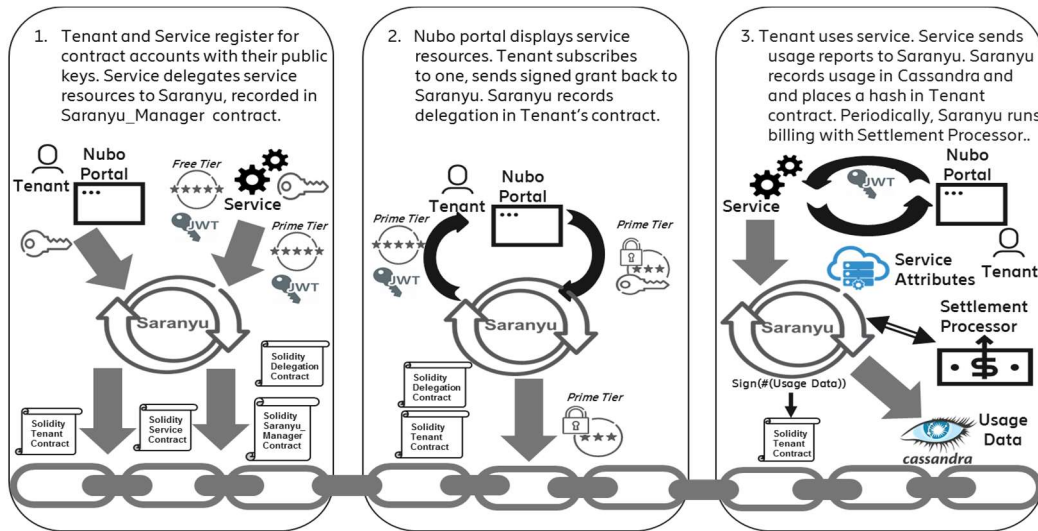 1. Tenant and Service register for
contract accounts with their public
keys. Service delegates service
resources to Saranyu, recorded in
Saranyu_Manager contract.
Tenant
Nubo
Portal
Free Tier
Service
JWT
Prime Tier
JWT
Saranyu
Solidity
Delegation
Contract
Solidity
Tenant
Contract
Solidity
Service
Contract
Solidity
Saranyu_
Manager
Contract
2. Nubo portal displays service
resources. Tenant subscribes
to one, sends signed grant back to
Saranyu. Saranyu records
delegation in Tenant's contract.
Nubo
Portal
Tenant
Prime Tier
JWT
Prime Tier
Saranyu
Solidity
Delegation
Contract
Solidity
Tenant
Contract
Prime Tier
3. Tenant uses service. Service sends
usage reports to Saranyu. Saranyu
records usage in Cassandra and
and places a hash in Tenant
contract. Periodically, Saranyu runs
billing with Settlement Processor..
Nubo
Portal
JWT
Service
Tenant
Service
Attributes
Saranyu
Settlement
Processor
$
Sign(#(Usage Data))
Solidity
Tenant
Contract
Usage
Data
cassandra